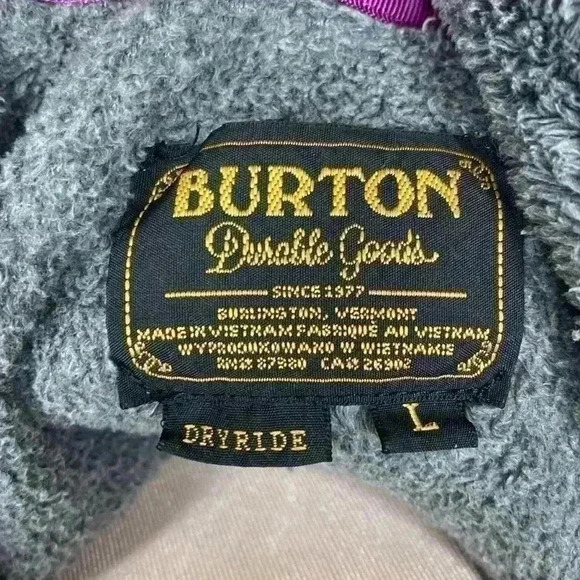 BURTON
Durable Goods
SINCE 1977
BURLINGTON, VERMONT
MADE IN VIETNAM FABRIQUÉ AU VIETNAM
WYPRODUKOWANO W WIETNAMIE
RN# 87980 CA# 26902
DRYRIDE
L